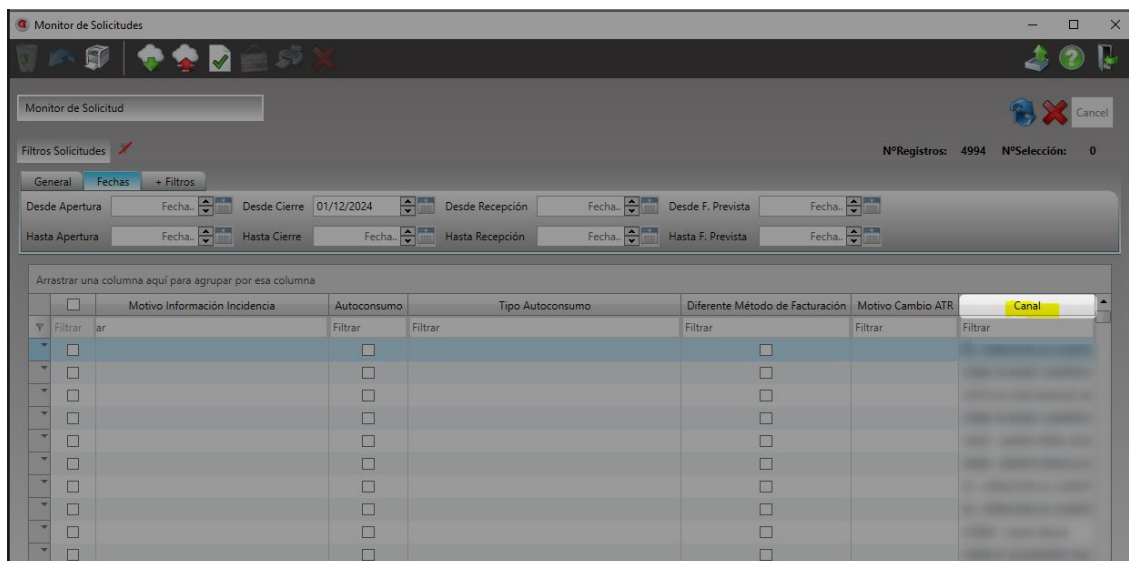 Monitor de Solicitudes
Monitor de Solicitud
Cancel
Filtros Solicitudes
NºRegistros: 4994 NºSelección: 0
General Fechas + Filtros
Desde Apertura Fecha.. Desde Cierre 01/12/2024 Desde Recepción Fecha.. Desde F. Prevista Fecha..
Hasta Apertura Fecha.. Hasta Cierre Fecha.. Hasta Recepción Fecha.. Hasta F. Prevista Fecha..
Arrastrar una columna aquí para agrupar por esa columna
Motivo Información Incidencia Autoconsumo Tipo Autoconsumo Diferente Método de Facturación Motivo Cambio ATR Canal
Filtrar ar Filtrar Filtrar Filtrar Filtrar Filtrar